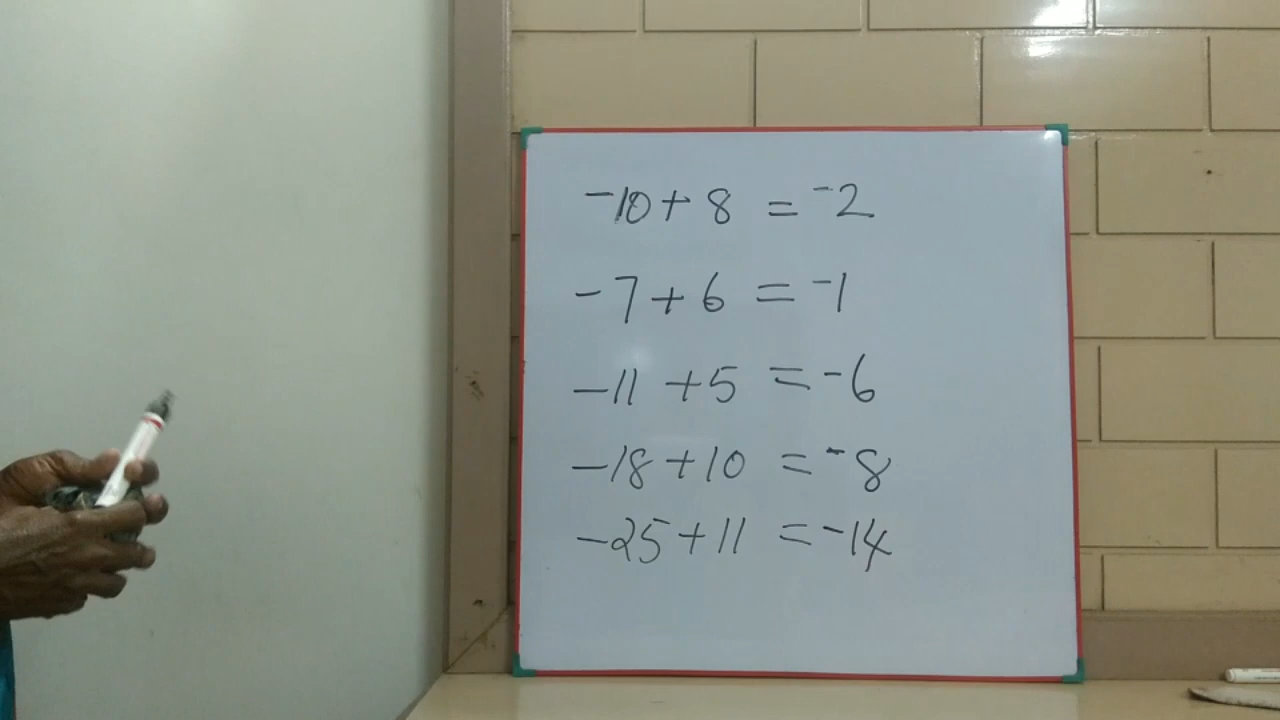 -10+8 = -2
-7+6 = -1
-11+5 = -6
-18+10 = -8
-25+11 = -14